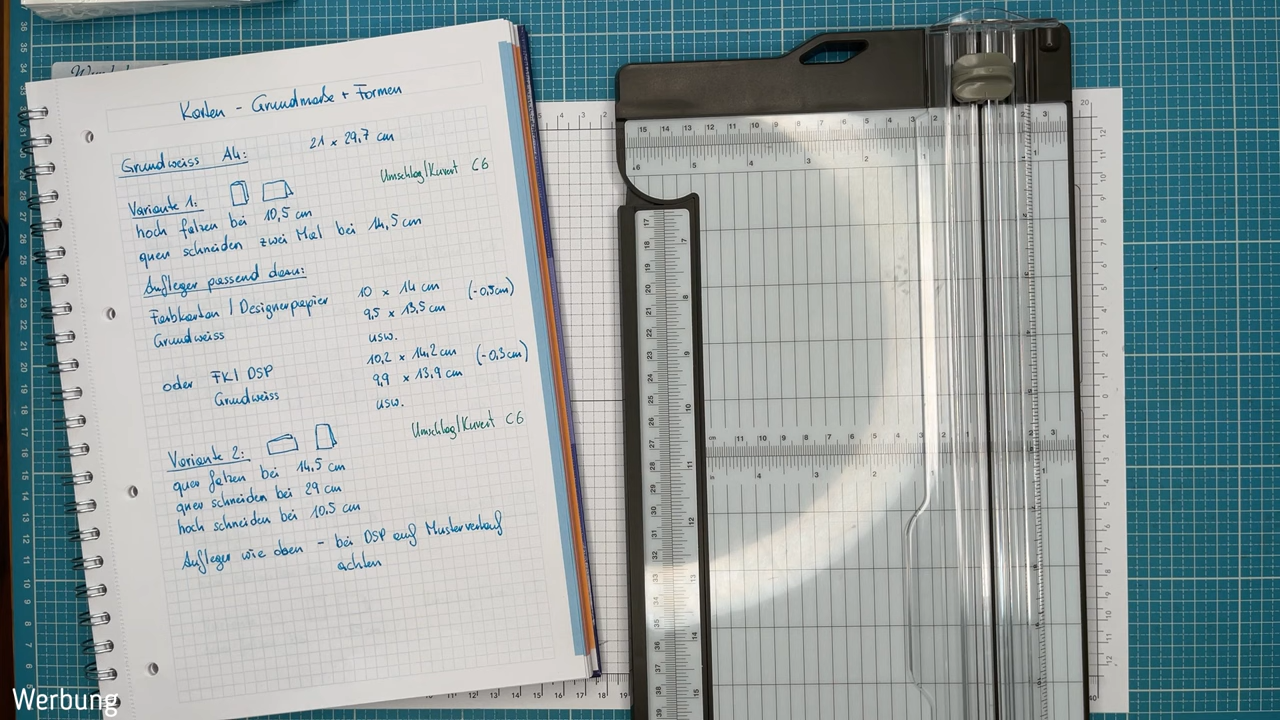 Karten - Grundmaße + Formen
Grundweiss A4: 21 x 29,7 cm
Umschlag/Kuvert C6
Variante 1:
hoch falzen bei 10,5 cm
quer schneiden zwei Mal bei 14,5 cm
Aufleger passend dazu:
Farbkarton / Designerpapier 10 x 14 cm (-0,5cm)
Grundweiss 9,5 x 13,5 cm
usw.
oder FK/ DSP 10,2 x 14,2 cm (-0,3cm)
Grundweiss 9,9 x 13,9 cm
usw.
Umschlag/Kuvert C6
Variante 2:
quer falzen bei 14,5 cm
quer schneiden bei 29 cm
hoch schneiden bei 10,5 cm
Aufleger wie oben - bei DSP auf Musterverlauf
achten
Werbung